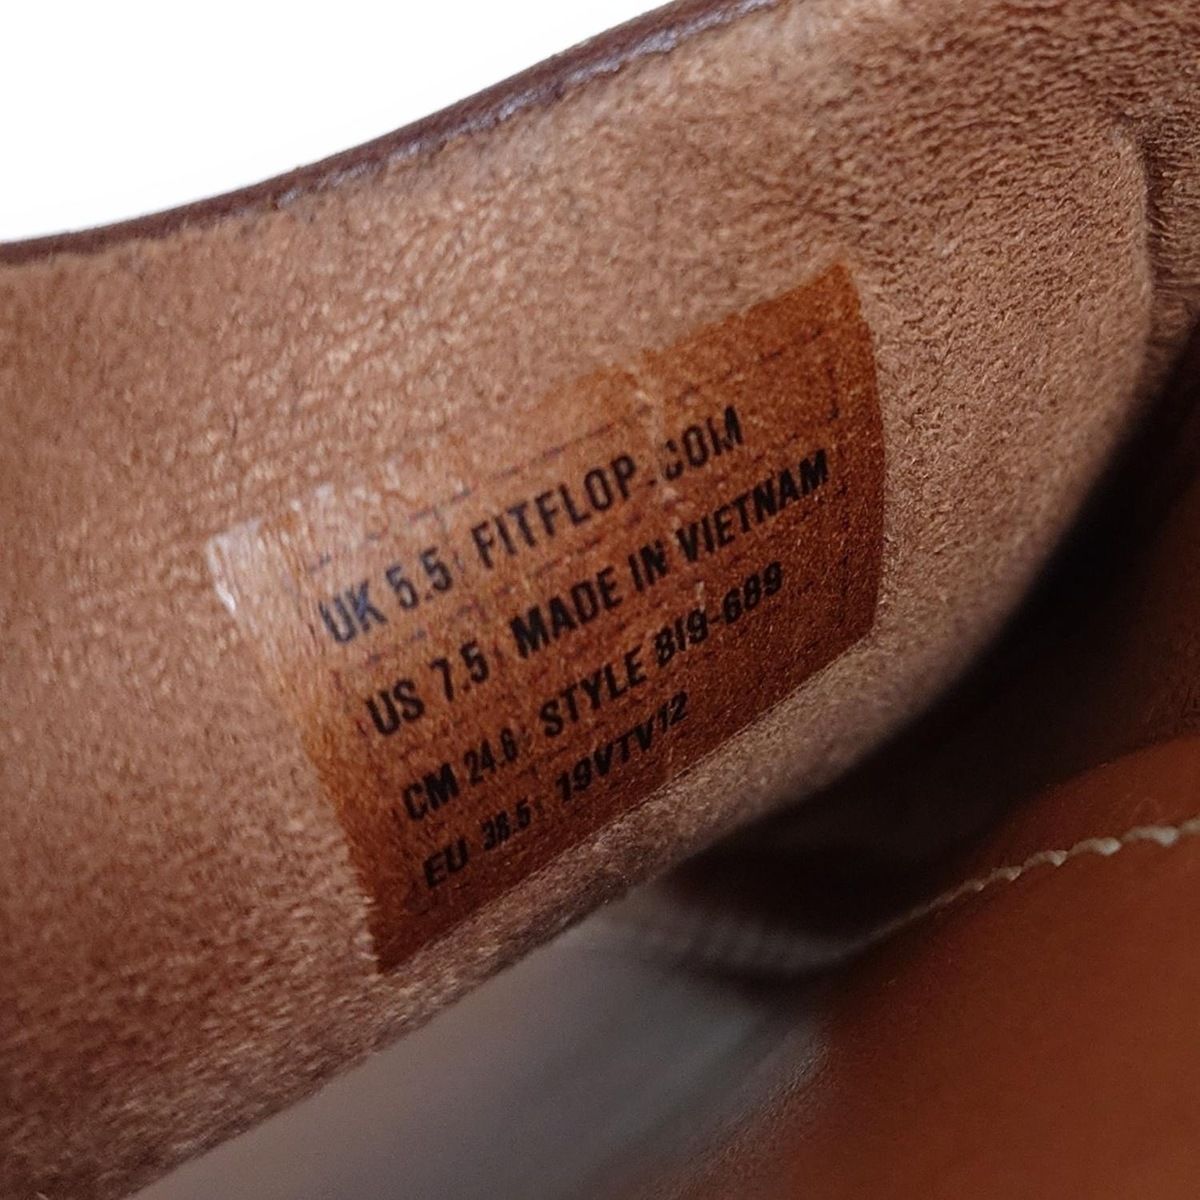 UK 5.5 FITFLOP.COM
US 7.5 MADE IN VIETNAM
CM 24.6 STYLE BI9-689
EU 38.5 19VTV12